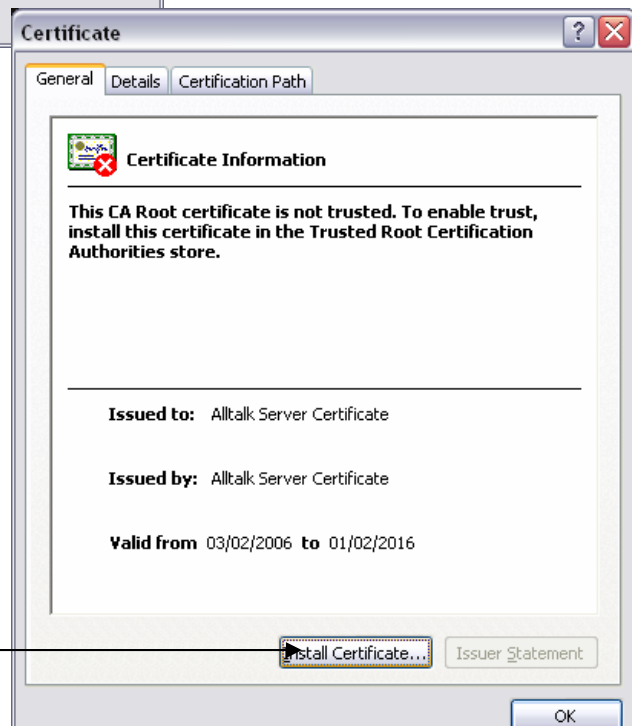 Certificate
General Details Certification Path
Certificate Information
This CA Root certificate is not trusted. To enable trust,
install this certificate in the Trusted Root Certification
Authorities store.
Issued to: Alltalk Server Certificate
Issued by: Alltalk Server Certificate
Valid from 03/02/2006 to 01/02/2016
Install Certificate... Issuer Statement
OK